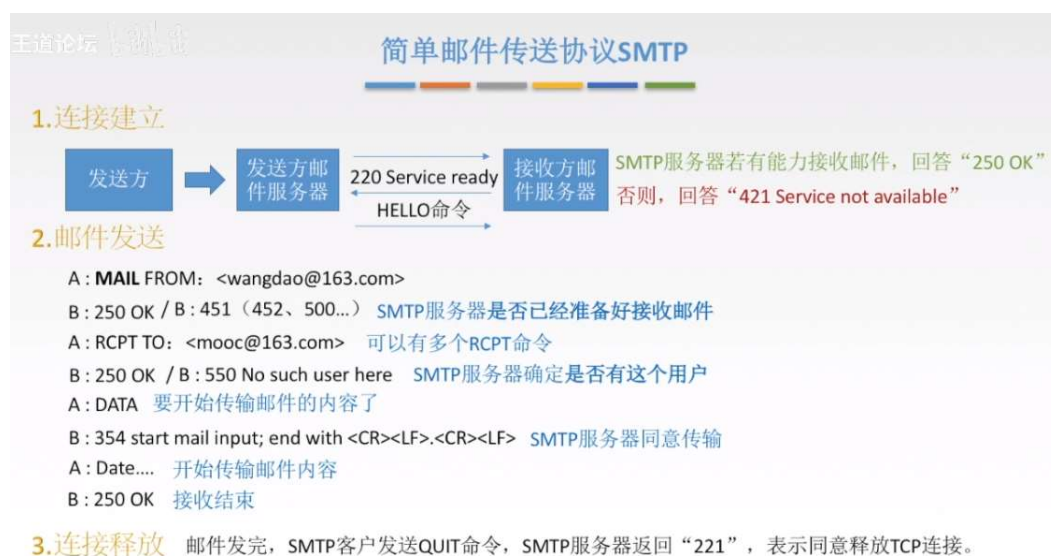 王道论坛
简单邮件传送协议SMTP
1.连接建立
发送方
发送方邮
件服务器
220 Service ready
HELLO命令
接收方邮
件服务器
SMTP服务器若有能力接收邮件，回答“250 OK”
否则，回答“421 Service not available”
2.邮件发送
A : MAIL FROM：<wangdao@163.com>
B : 250 OK / B : 451（452、500...） SMTP服务器是否已经准备好接收邮件
A : RCPT TO：<mooc@163.com> 可以有多个RCPT命令
B : 250 OK / B : 550 No such user here SMTP服务器确定是否有这个用户
A : DATA 要开始传输邮件的内容了
B : 354 start mail input; end with <CR><LF>.<CR><LF> SMTP服务器同意传输
A : Date.... 开始传输邮件内容
B : 250 OK 接收结束
3.连接释放 邮件发完，SMTP客户发送QUIT命令，SMTP服务器返回“221”，表示同意释放TCP连接。